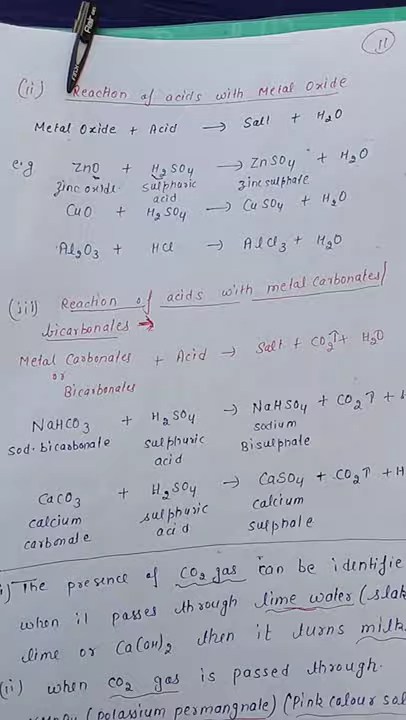 11
(ii) Reaction of acids with Metal Oxide
Metal Oxide + Acid → Salt + H2O
e.g ZnO + H2SO4 → ZnSO4 + H2O
zinc oxide. sulphuric zinc sulphate
acid
CuO + H2SO4 → CuSO4 + H2O
Al2O3 + HCl → AlCl3 + H2O
(iii) Reaction of acids with metal carbonates/
bicarbonates →
Metal Carbonates + Acid → Salt + CO2↑ + H2O
or
Bicarbonates
NaHCO3 + H2SO4 → NaHSO4 + CO2↑ +
sod. bicarbonate sulphuric sodium
acid Bisulphate
CaCO3 + H2SO4 → CaSO4 + CO2↑ + H
calcium sulphuric calcium
carbonate acid sulphate
i) The presence of CO2 gas can be identifie
when it passes through lime water (slak
lime or Ca(OH)2 then it turns milk
(ii) when CO2 gas is passed through.
(potassium permangnate) (Pink colour sol